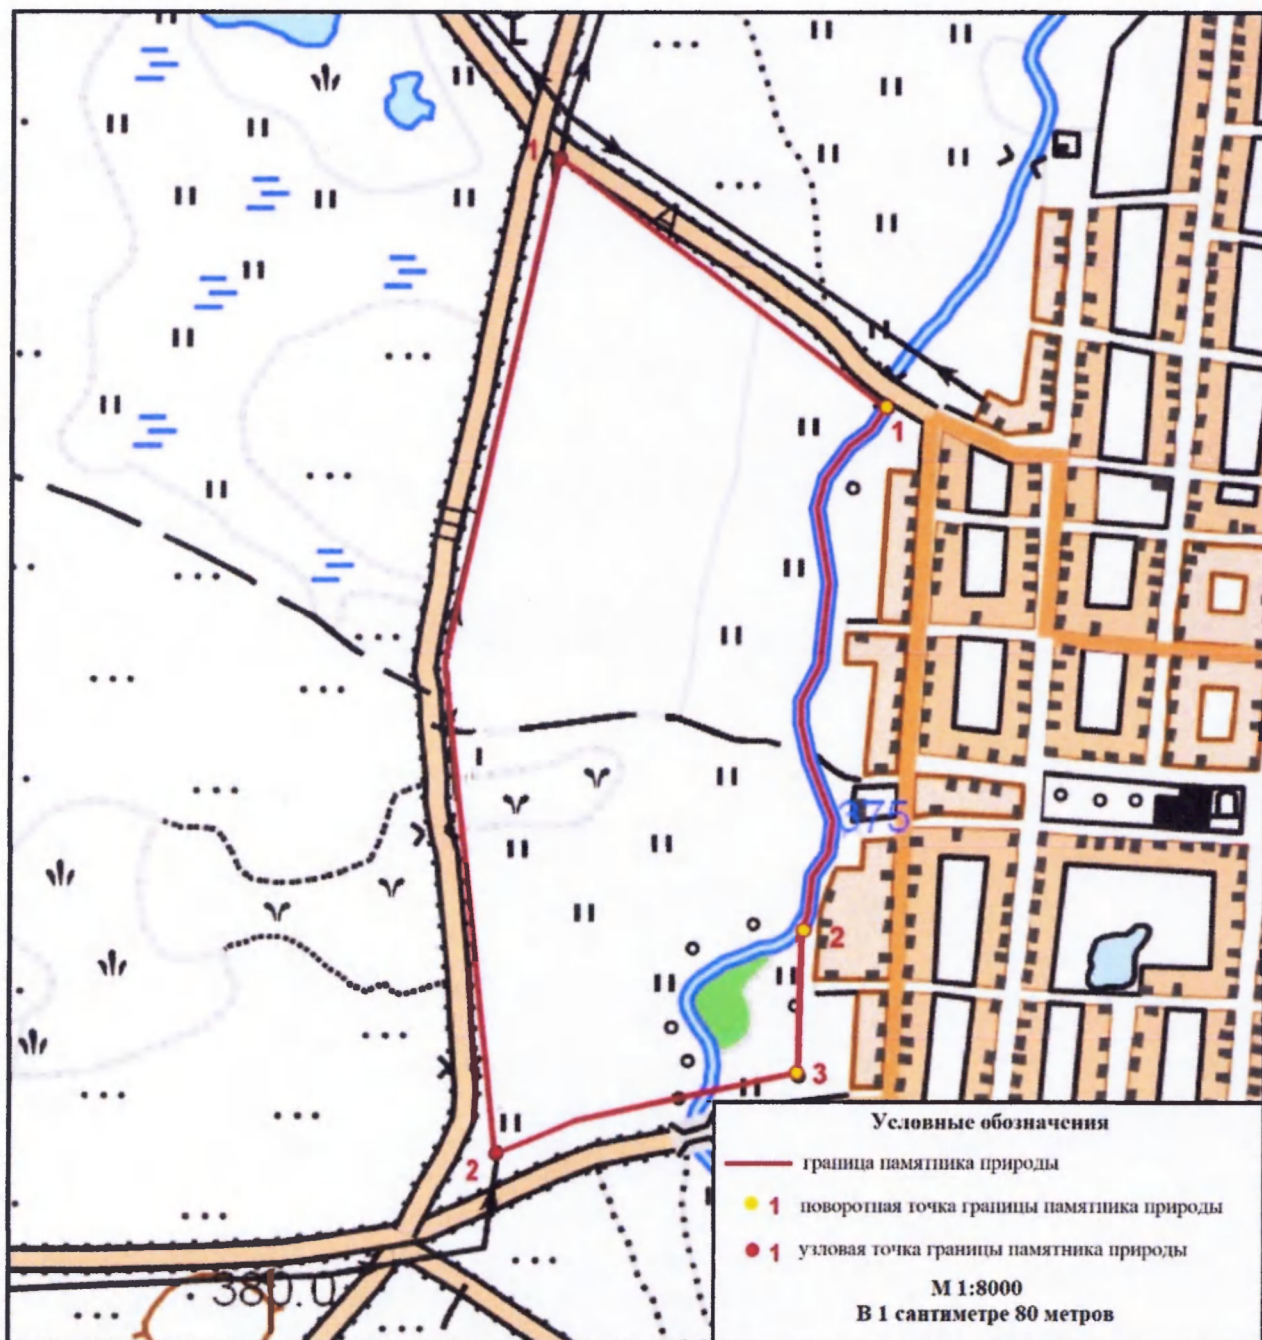 1
1
375
2
3
2
380.0
Условные обозначения
граница памятника природы
1 поворотная точка границы памятника природы
1 узловая точка границы памятника природы
М 1:8000
В 1 сантиметре 80 метров